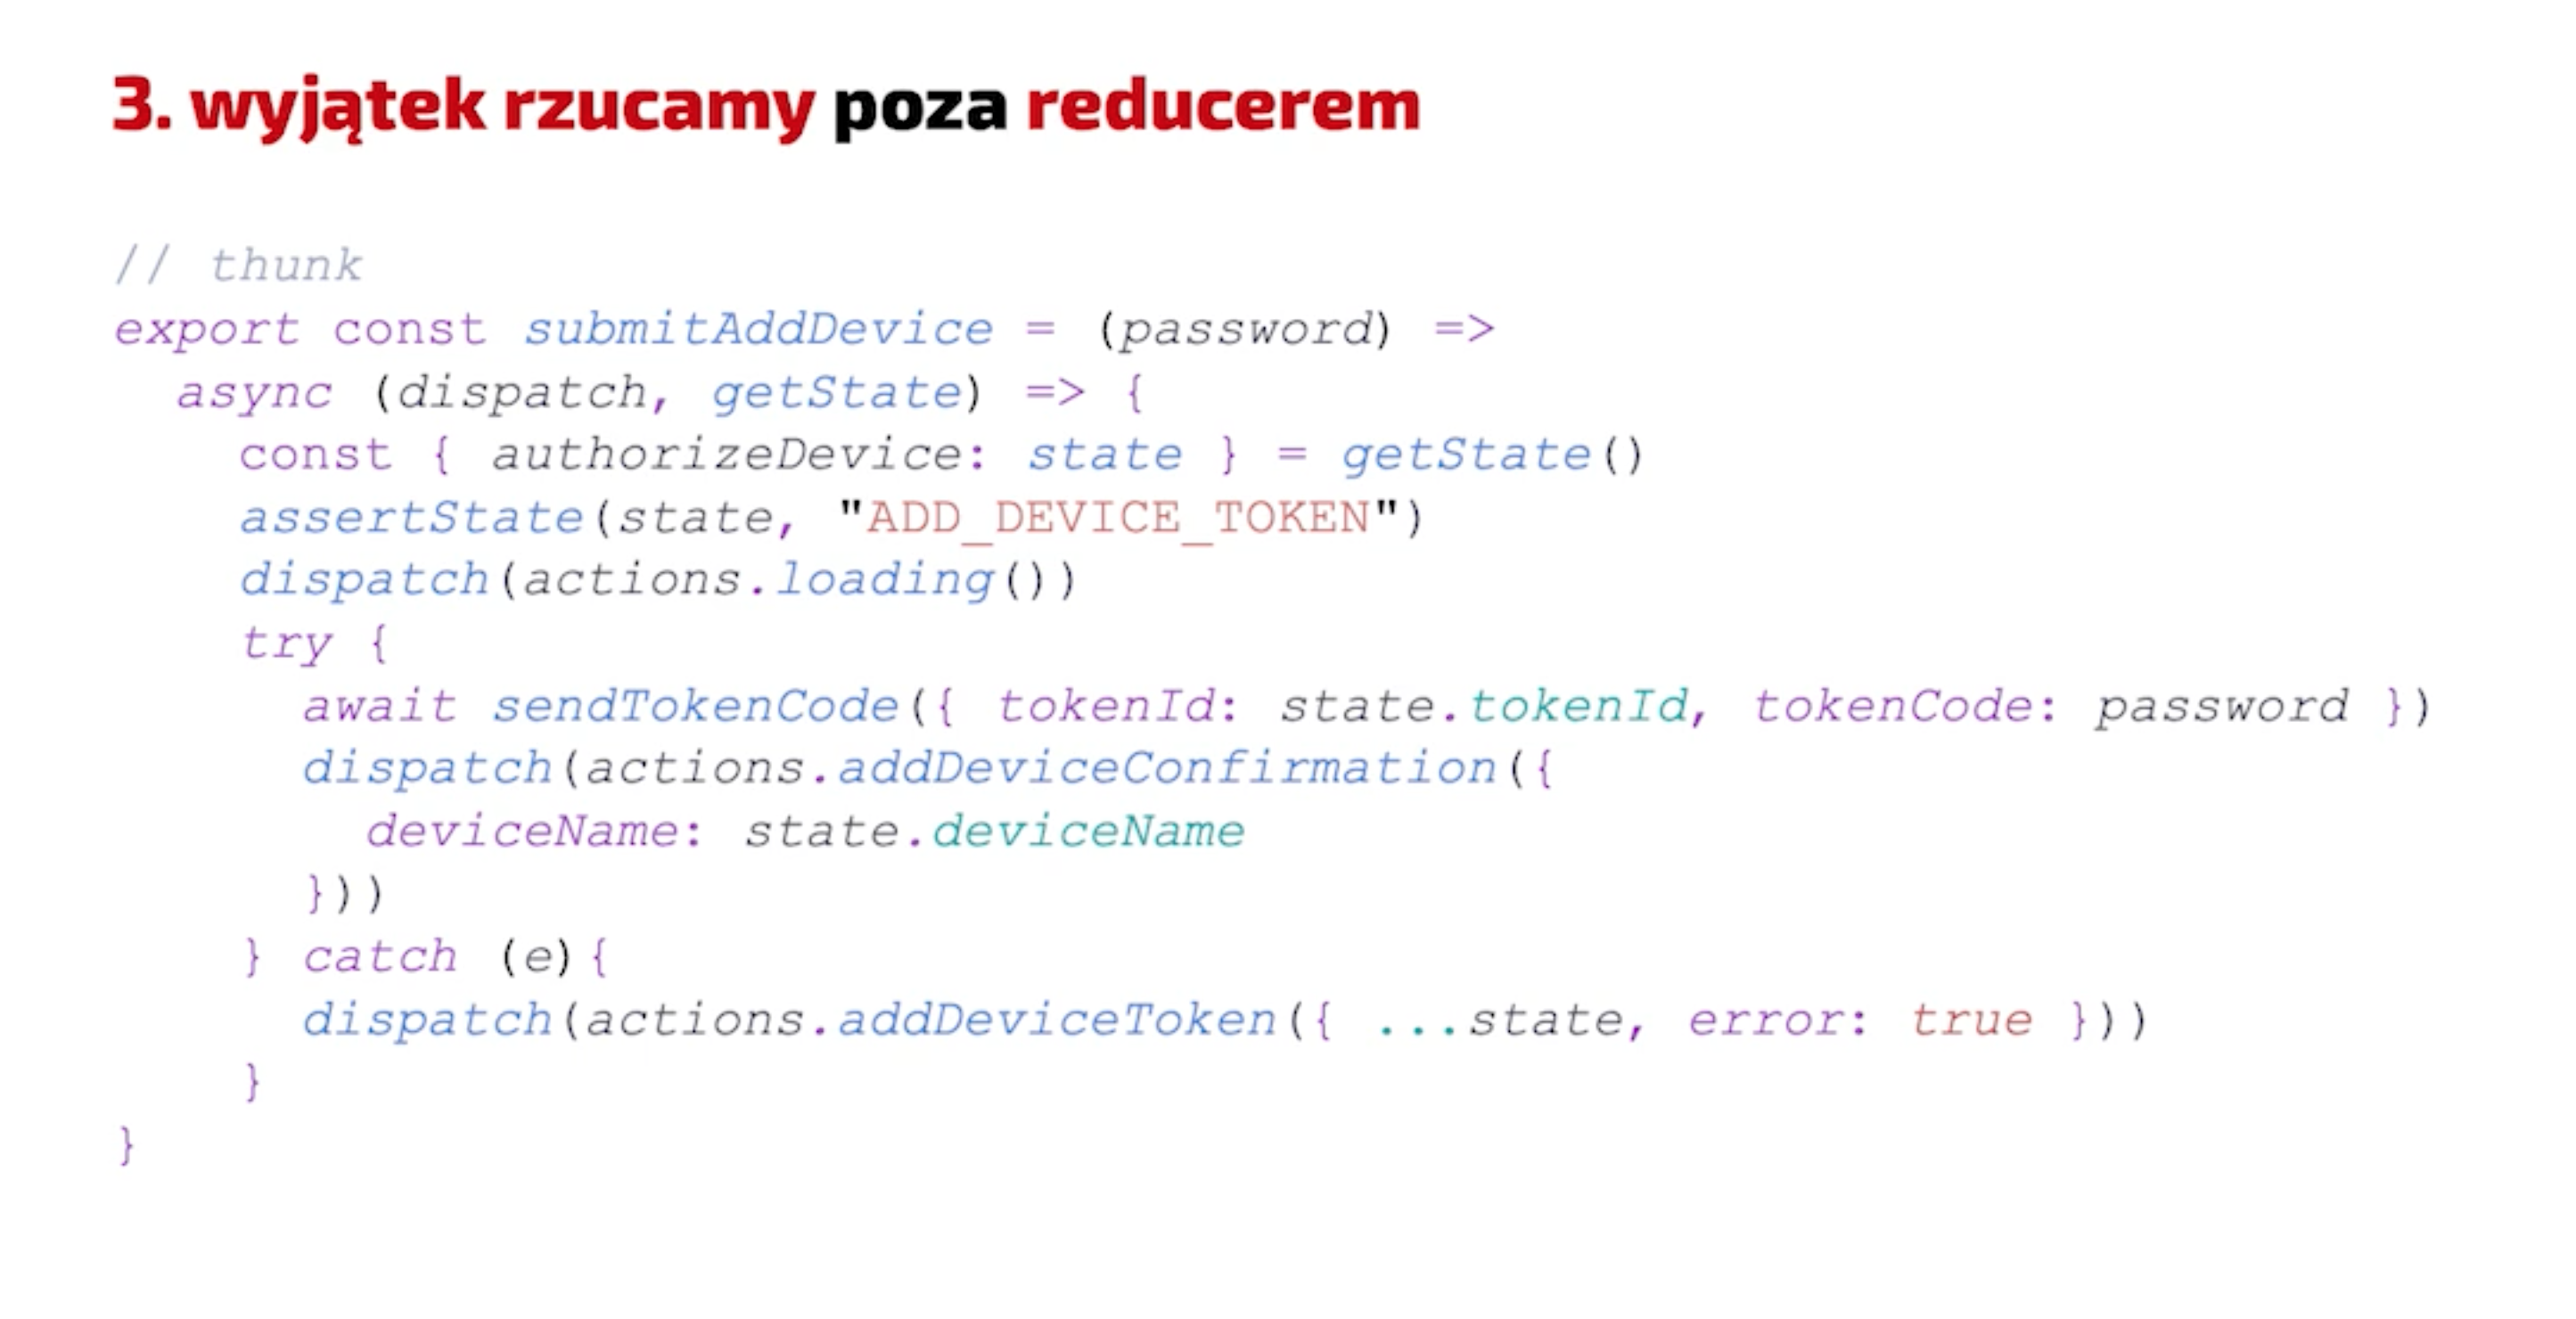 3. wyjątek rzucamy poza reducerem
// thunk
export const submitAddDevice = (password) =>
async (dispatch, getState) => {
const { authorizeDevice: state } = getState()
assertState(state, "ADD_DEVICE_TOKEN")
dispatch(actions.loading())
try {
await sendTokenCode({ tokenId: state.tokenId, tokenCode: password })
dispatch(actions.addDeviceConfirmation({
deviceName: state.deviceName
}))
} catch (e){
dispatch(actions.addDeviceToken({ ...state, error: true }))
}
}